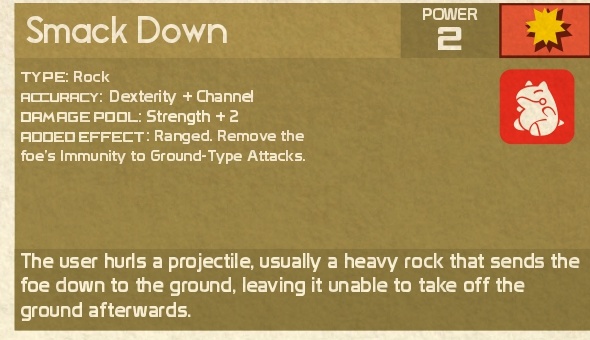 Smack Down
POWER
2
TYPE: Rock
ACCURACY: Dexterity + Channel
DAMAGE POOL: Strength + 2
ADDED EFFECT: Ranged. Remove the
foe's Immunity to Ground-Type Attacks.
The user hurls a projectile, usually a heavy rock that sends the
foe down to the ground, leaving it unable to take off the
ground afterwards.